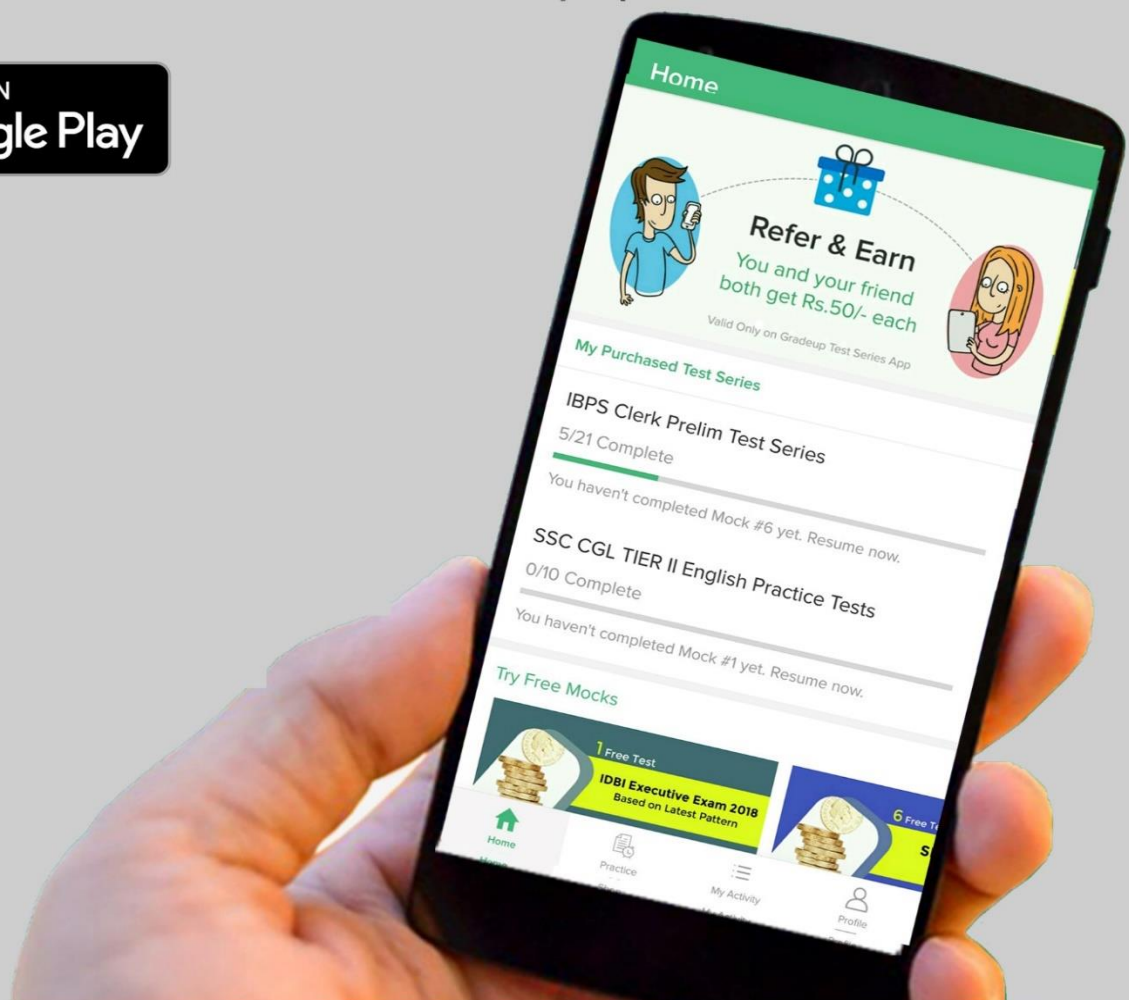 N
gle Play
Home
Refer & Earn
You and your friend
both get Rs.50/- each
Valid Only on Gradeup Test Series App
My Purchased Test Series
IBPS Clerk Prelim Test Series
5/21 Complete
You haven't completed Mock #6 yet. Resume now.
SSC CGL TIER II English Practice Tests
0/10 Complete
You haven't completed Mock #1 yet. Resume now.
Try Free Mocks
1 Free Test
IDBI Executive Exam 2018
Based on Latest Pattern
6 Free Te
S
Home
Practice
My Activity
Profile